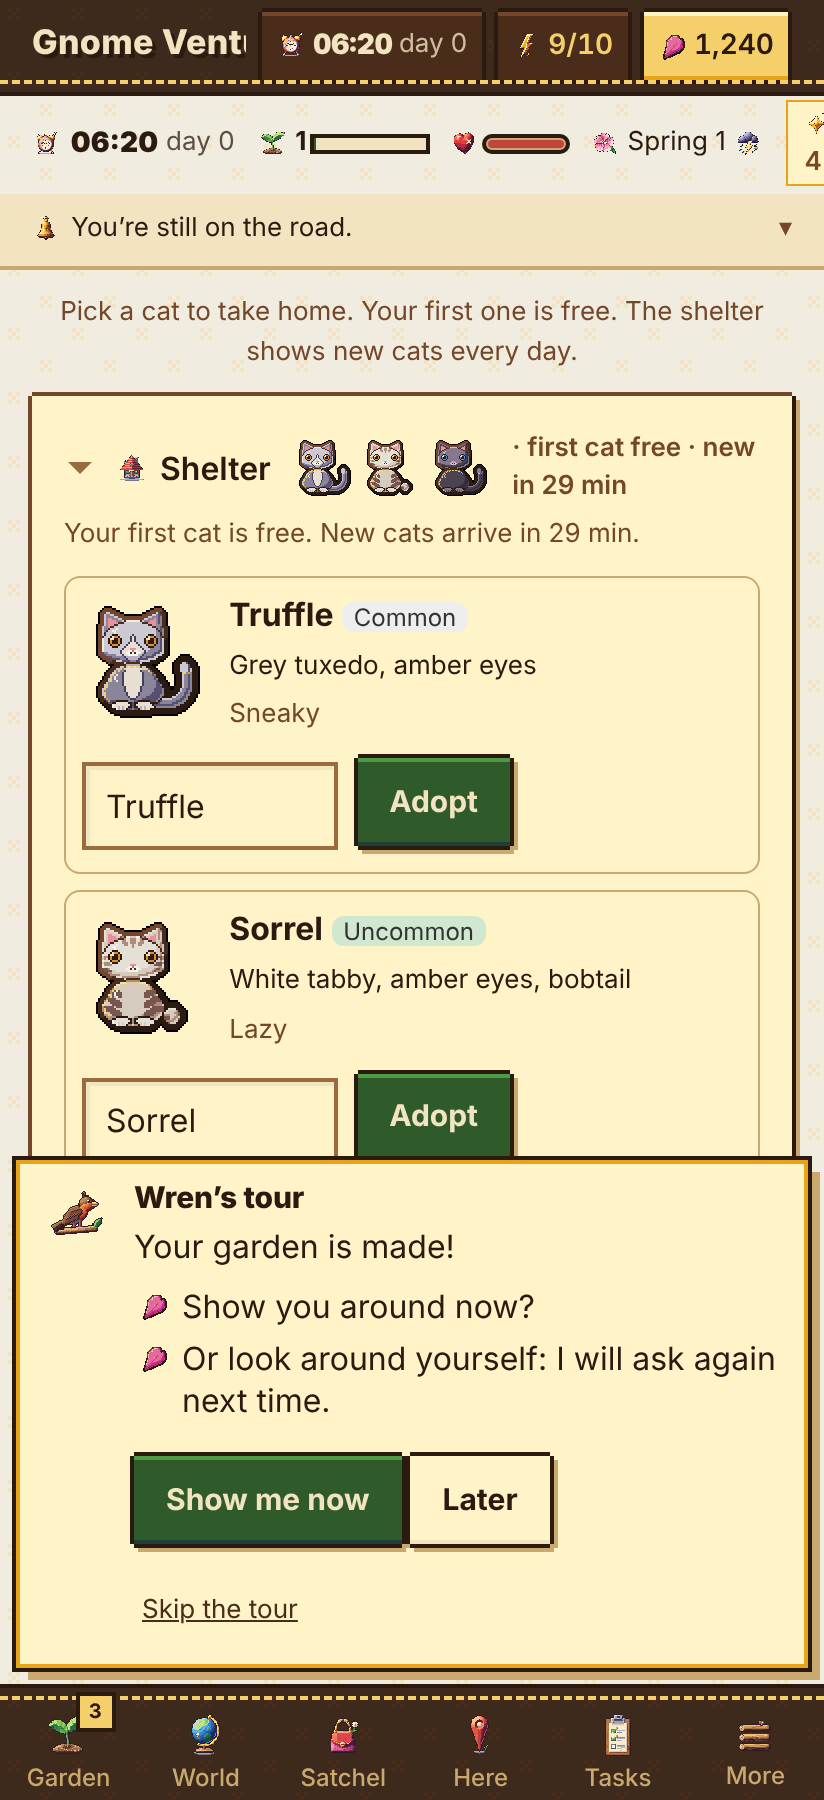 Gnome Vent
06:20 day 0
9/10
1,240
06:20 day 0
1
Spring 1
4
You're still on the road.
Pick a cat to take home. Your first one is free. The shelter
shows new cats every day.
Shelter
· first cat free · new
in 29 min
Your first cat is free. New cats arrive in 29 min.
Truffle Common
Grey tuxedo, amber eyes
Sneaky
Truffle
Adopt
Sorrel Uncommon
White tabby, amber eyes, bobtail
Lazy
Sorrel
Adopt
Wren's tour
Your garden is made!
Show you around now?
Or look around yourself: I will ask again
next time.
Show me now
Later
Skip the tour
3
Garden
World
Satchel
Here
Tasks
More